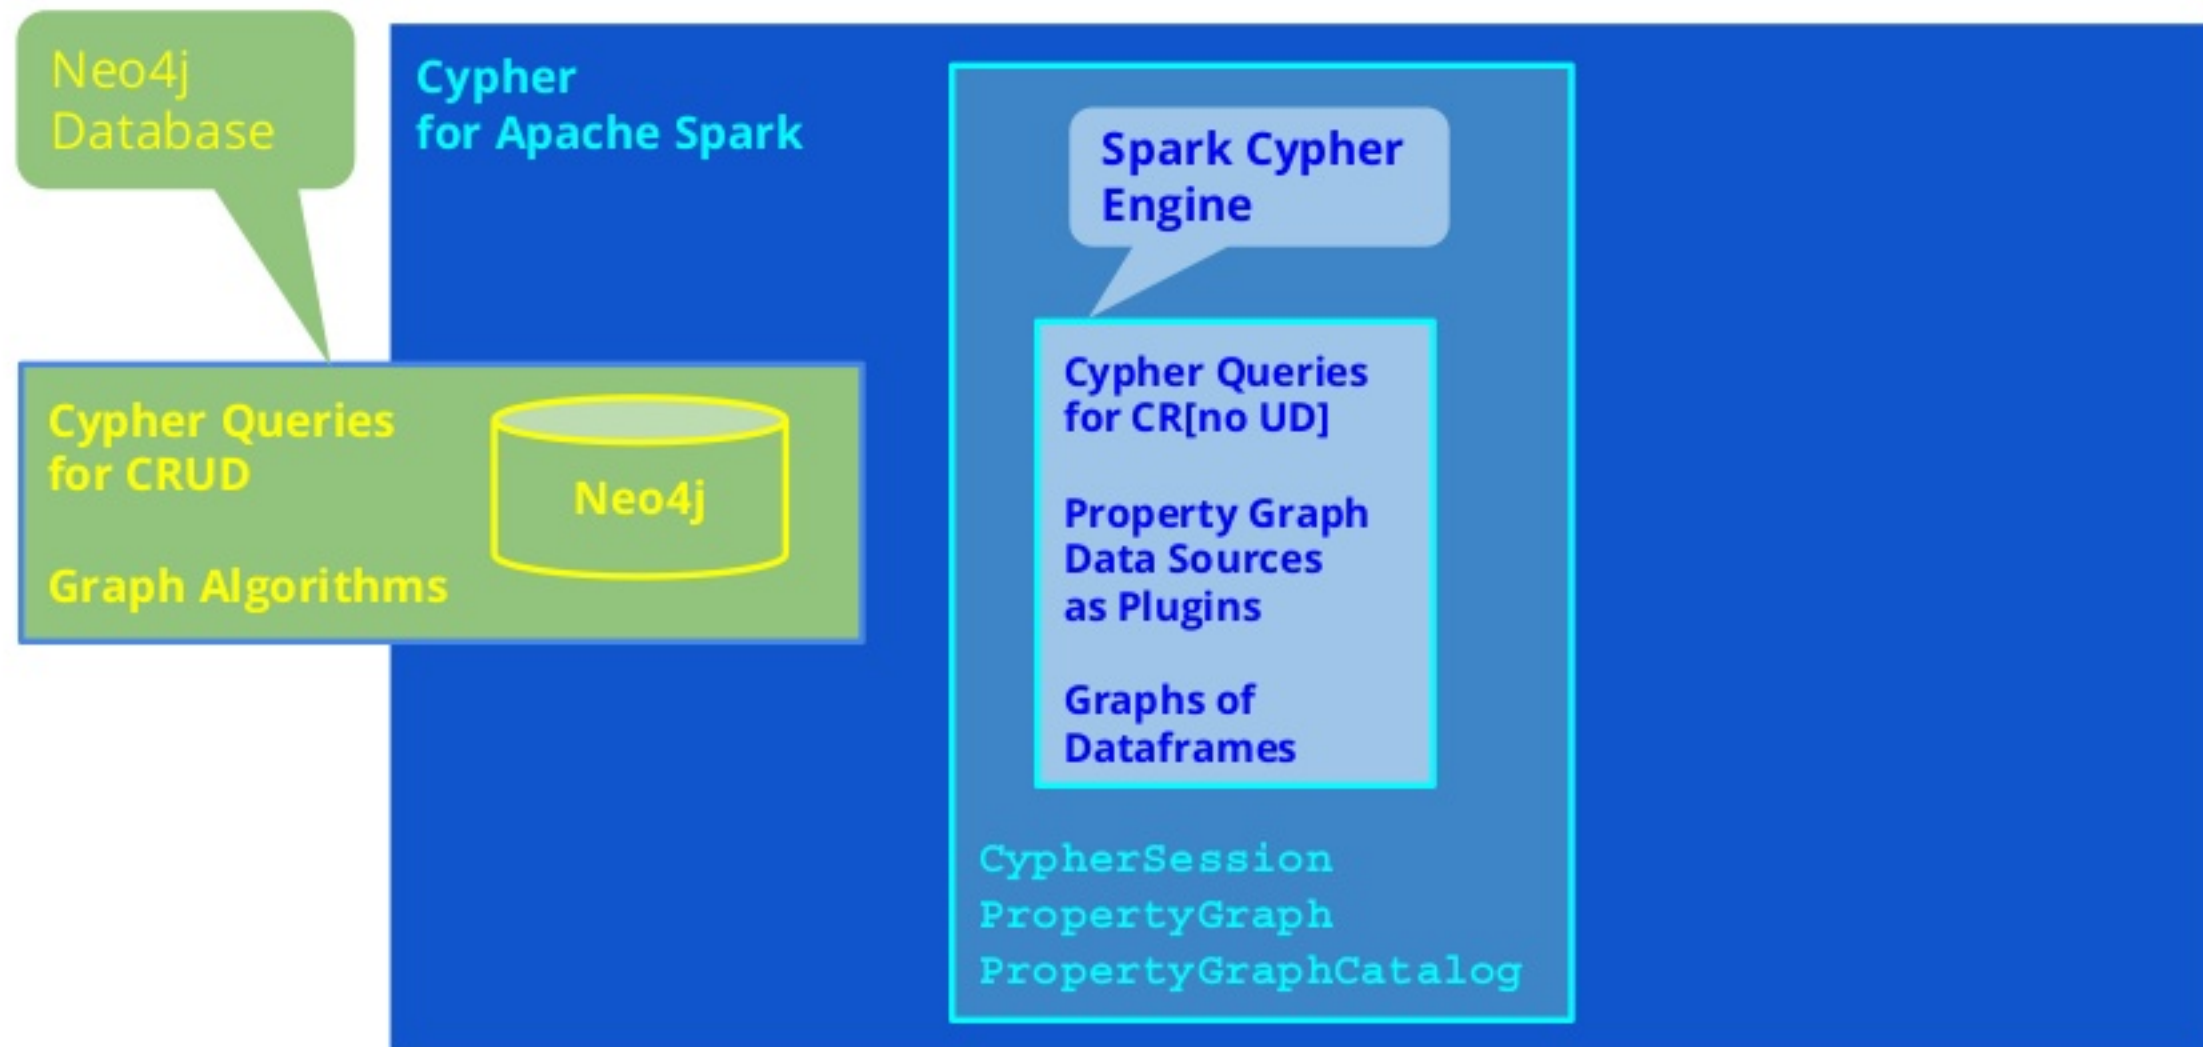 Neo4j
Database
Cypher
for Apache Spark
Spark Cypher
Engine
Cypher Queries
for CRUD
Graph Algorithms
Neo4j
Cypher Queries
for CR[no UD]
Property Graph
Data Sources
as Plugins
Graphs of
Dataframes
CypherSession
PropertyGraph
PropertyGraphCatalog